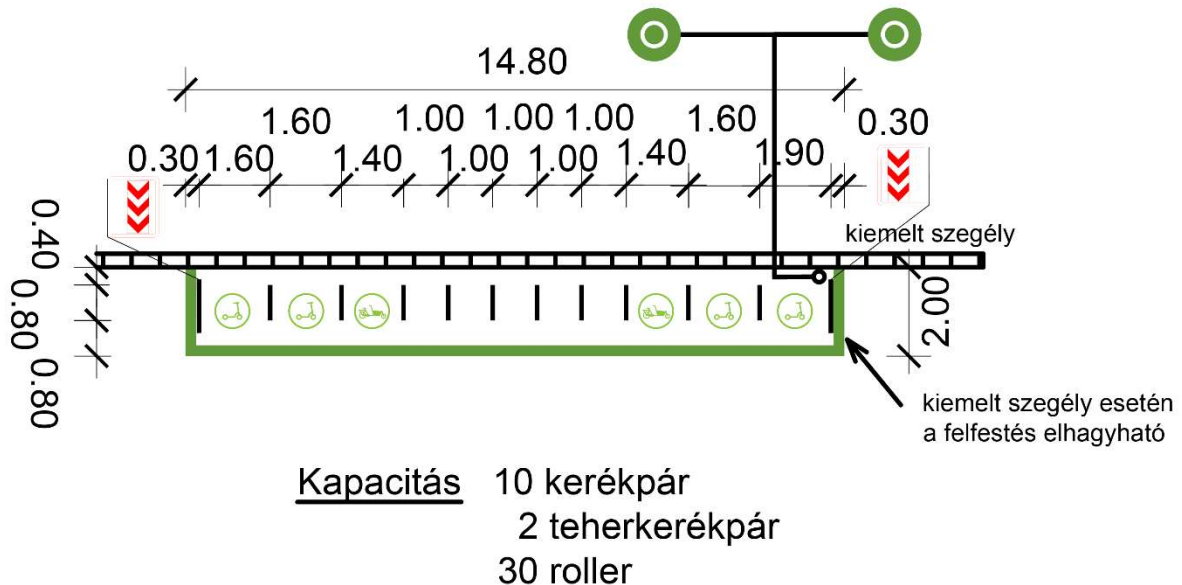 14.80
1.60 1.00 1.00 1.00 1.60 0.30
0.30 1.60 1.40 1.00 1.00 1.40 1.90
kiemelt szegély
0.40
0.80
0.80
2.00
kiemelt szegély esetén
a felfestés elhagyható
Kapacitás 10 kerékpár
2 teherkerékpár
30 roller